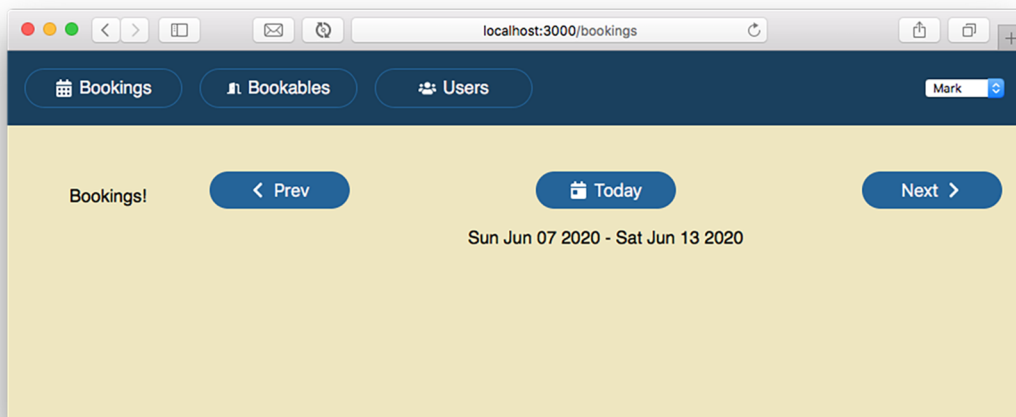 localhost:3000/bookings
Bookings Bookables Users Mark
Bookings! Prev Today Next
Sun Jun 07 2020 - Sat Jun 13 2020